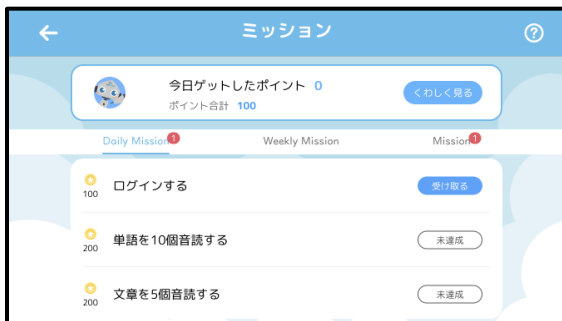 ミッション
今日ゲットしたポイント 0
ポイント合計 100
くわしく見る
Daily Mission 1
Weekly Mission
Mission 1
100
ログインする
受け取る
200
単語を10個音読する
未達成
200
文章を5個音読する
未達成